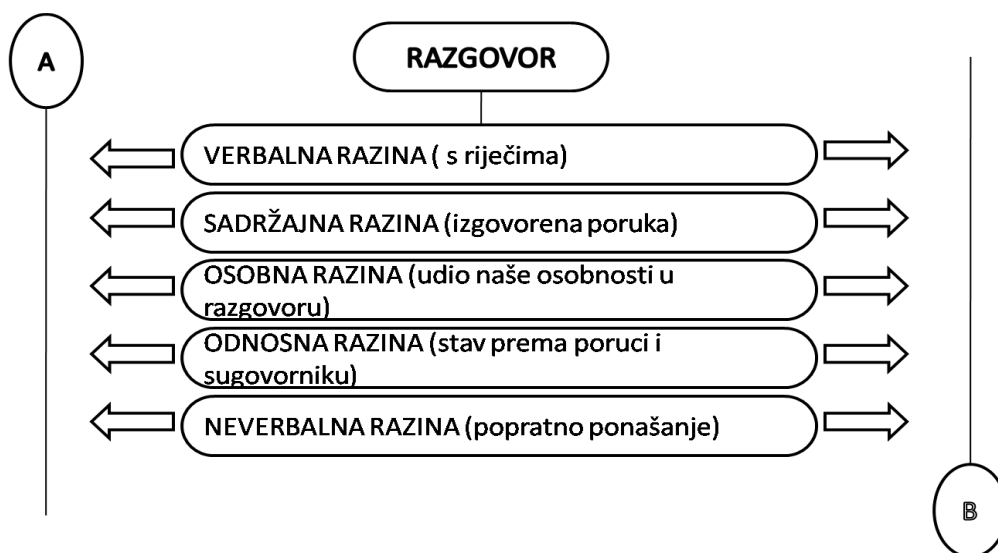 A
RAZGOVOR
VERBALNA RAZINA ( s riječima)
SADRŽAJNA RAZINA (izgovorena poruka)
OSOBNA RAZINA (udio naše osobnosti u
razgovoru)
ODNOSNA RAZINA (stav prema poruci i
sugovorniku)
NEVERBALNA RAZINA (popratno ponašanje)
B